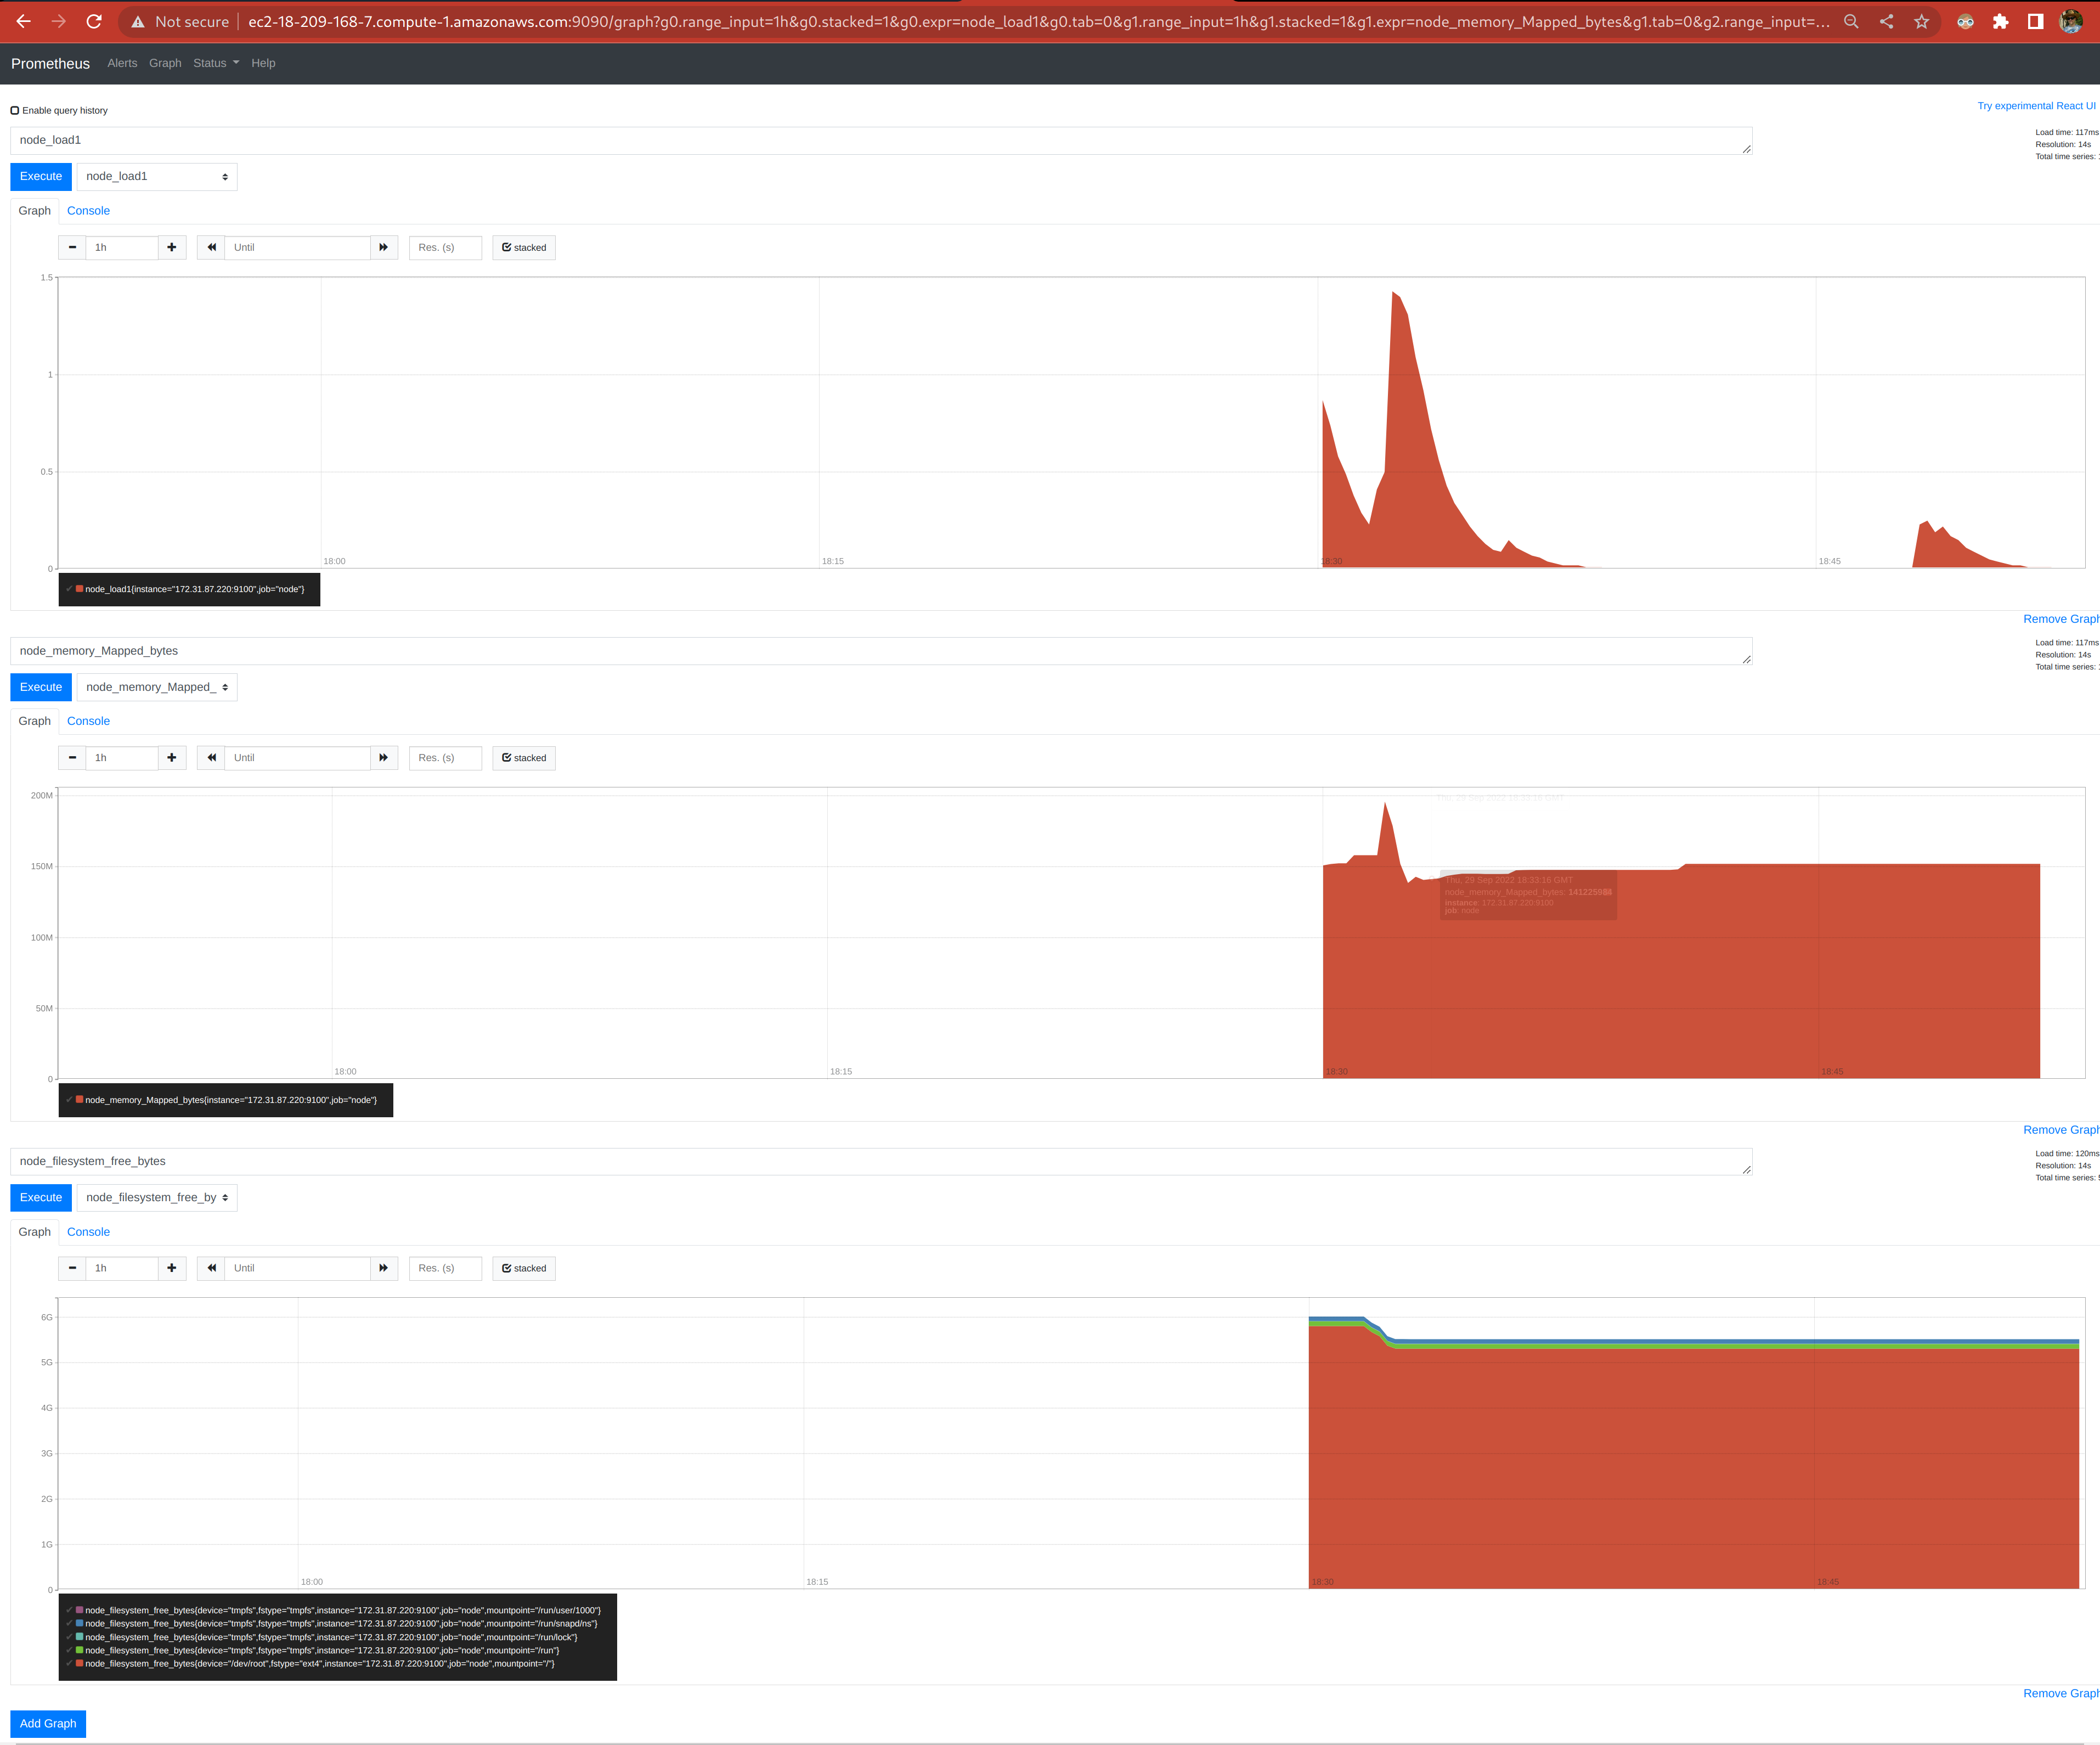 Not secure ec2-18-209-168-7.compute-1.amazonaws.com:9090/graph?g0.range_input=1h&g0.stacked=1&g0.expr=node_load1&g0.tab=0&g1.range_input=1h&g1.stacked=1&g1.expr=node_memory_Mapped_bytes&g1.tab=0&g2.range_input=...
Prometheus Alerts Graph Status Help
Enable query history
Try experimental React UI
node_load1
Load time: 117ms
Resolution: 14s
Total time series:
Execute node_load1
Graph Console
1h Until Res. (s) stacked
1.5
1
0.5
0
18:00 18:15 18:30 18:45
node_load1{instance="172.31.87.220:9100",job="node"}
Remove Graph
node_memory_Mapped_bytes
Load time: 117ms
Resolution: 14s
Total time series:
Execute node_memory_Mapped_
Graph Console
1h Until Res. (s) stacked
200M
150M
100M
50M
0
Thu, 29 Sep 2022 18:33:16 GMT
Thu, 29 Sep 2022 18:33:16 GMT
node_memory_Mapped_bytes:
instance: 172.31.87.220:9100
job: node
18:00 18:15 18:30 18:45
node_memory_Mapped_bytes{instance="172.31.87.220:9100",job="node"}
Remove Graph
node_filesystem_free_bytes
Load time: 120ms
Resolution: 14s
Total time series:
Execute node_filesystem_free_by
Graph Console
1h Until Res. (s) stacked
6G
5G
4G
3G
2G
1G
0
18:00 18:15 18:30 18:45
node_filesystem_free_bytes{device="tmpfs",fstype="tmpfs",instance="172.31.87.220:9100",job="node",mountpoint="/run/user/1000"}
node_filesystem_free_bytes{device="tmpfs",fstype="tmpfs",instance="172.31.87.220:9100",job="node",mountpoint="/run/snapd/ns"}
node_filesystem_free_bytes{device="tmpfs",fstype="tmpfs",instance="172.31.87.220:9100",job="node",mountpoint="/run/lock"}
node_filesystem_free_bytes{device="tmpfs",fstype="tmpfs",instance="172.31.87.220:9100",job="node",mountpoint="/run"}
node_filesystem_free_bytes{device="/dev/root",fstype="ext4",instance="172.31.87.220:9100",job="node",mountpoint="/"}
Remove Graph
Add Graph